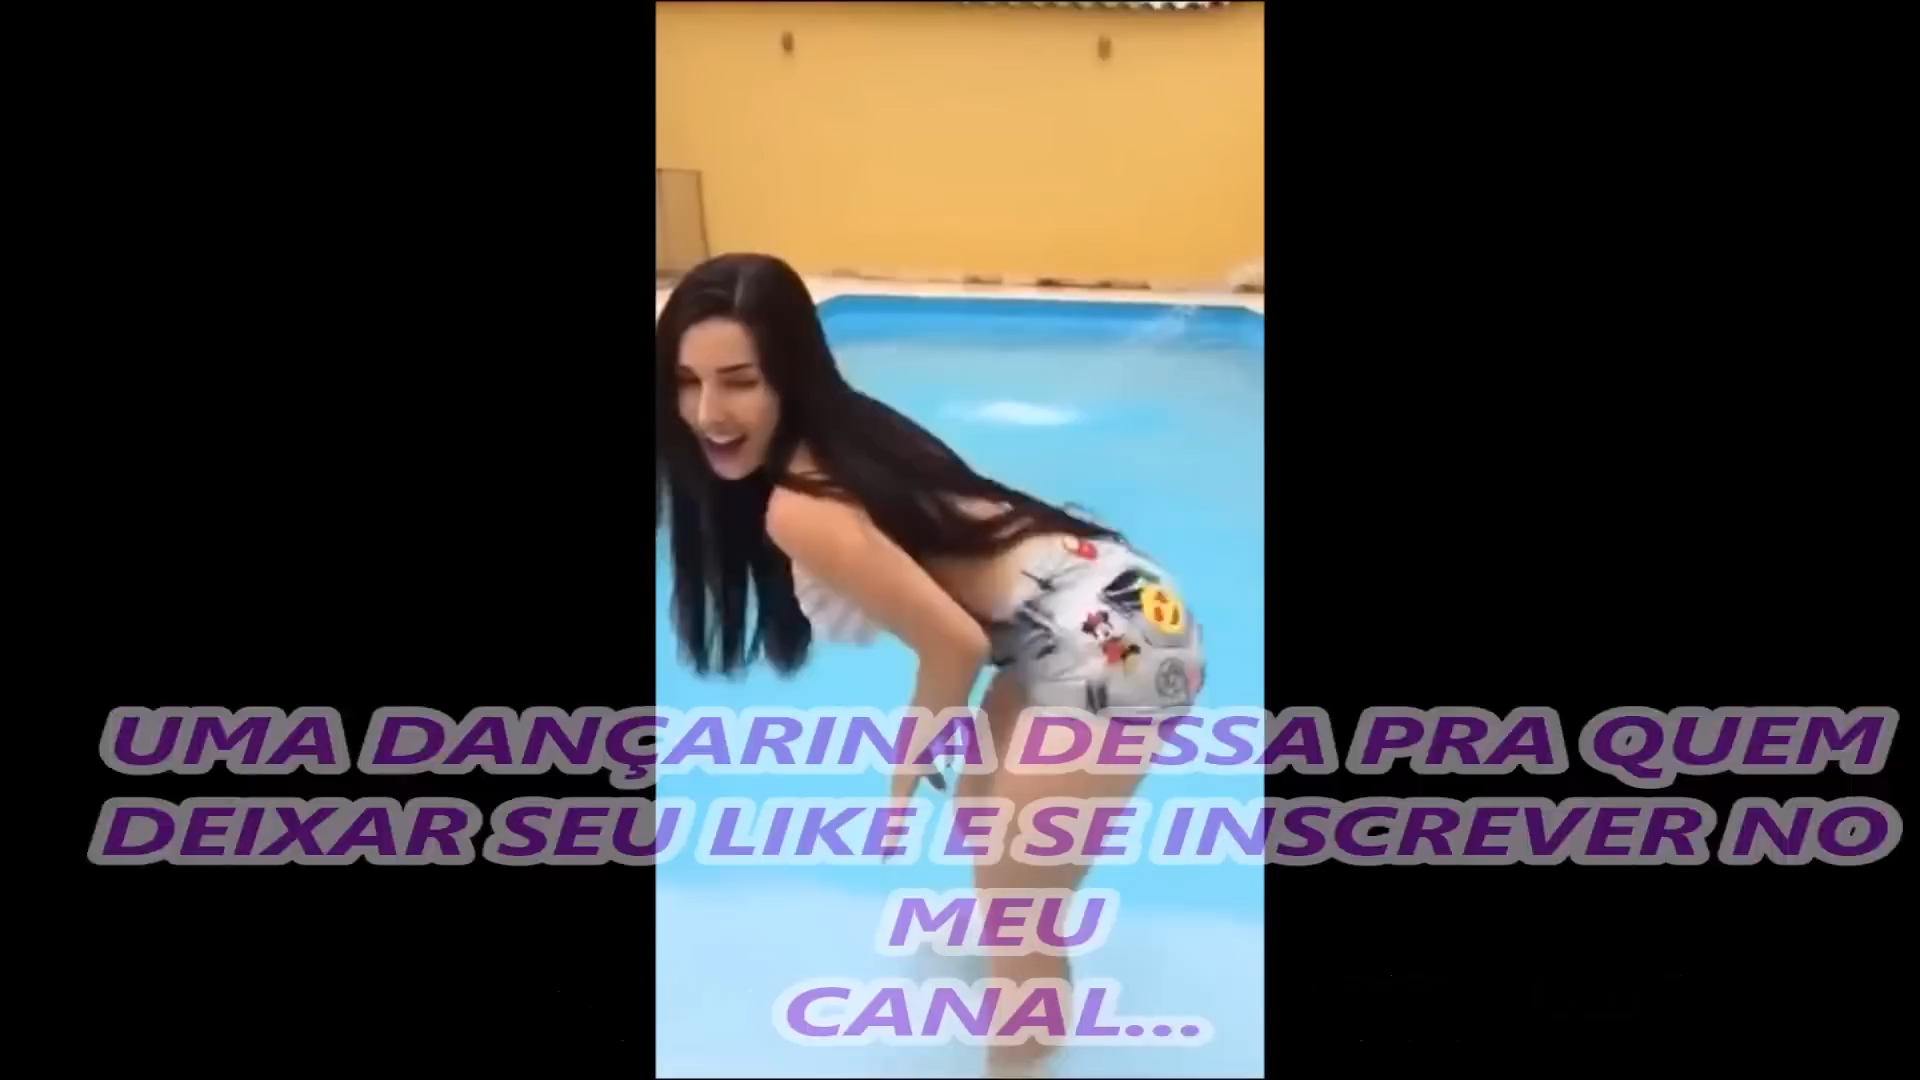 UMA DANÇARINA DESSA PRA QUEM
DEIXAR SEU LIKE E SE INSCREVER NO
MEU
CANAL...